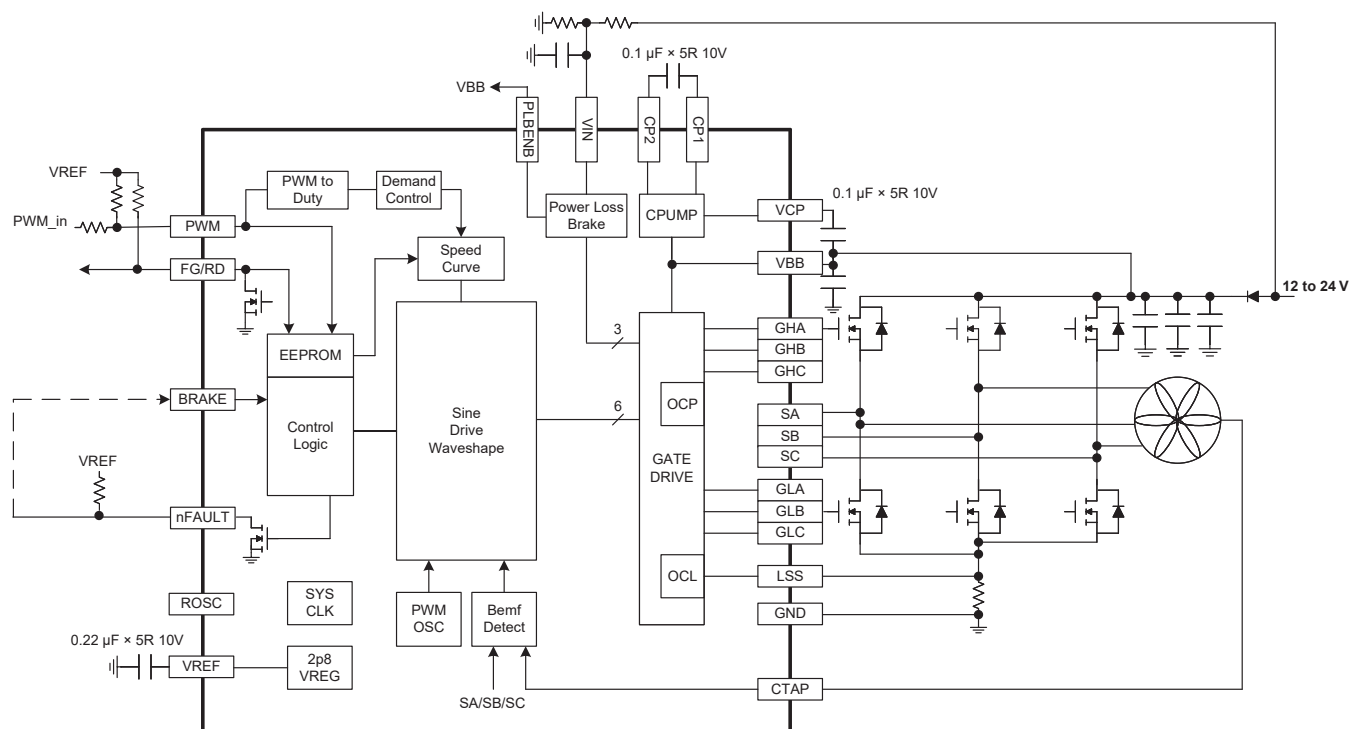 0.1 µF × 5R 10V
VBB
PLBENB
VIN
CP2
CP1
VREF
PWM to
Duty
Demand
Control
Power Loss
Brake
CPUMP
0.1 µF × 5R 10V
VCP
PWM_in
PWM
Speed
Curve
VBB
FG/RD
12 to 24 V
EEPROM
3
GHA
GHB
GHC
BRAKE
Control
Logic
Sine
Drive
Waveshape
6
OCP
SA
SB
SC
GATE
DRIVE
VREF
GLA
GLB
GLC
nFAULT
OCL
LSS
ROSC
SYS
CLK
PWM
OSC
Bemf
Detect
GND
0.22 µF × 5R 10V
VREF
2p8
VREG
SA/SB/SC
CTAP